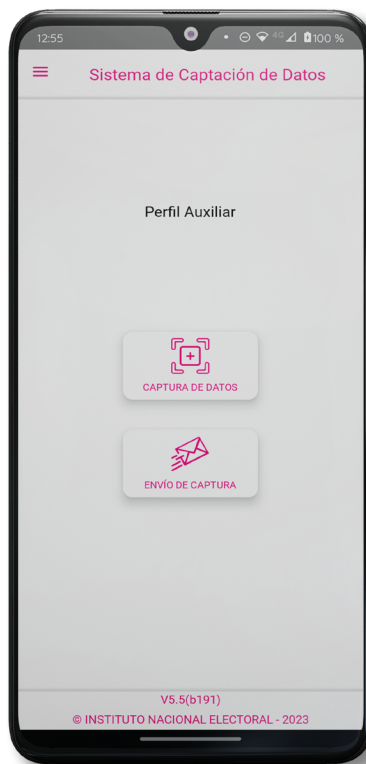 12:55
4G
100 %
Sistema de Captación de Datos
Perfil Auxiliar
CAPTURA DE DATOS
ENVÍO DE CAPTURA
V5.5(b191)
© INSTITUTO NACIONAL ELECTORAL - 2023